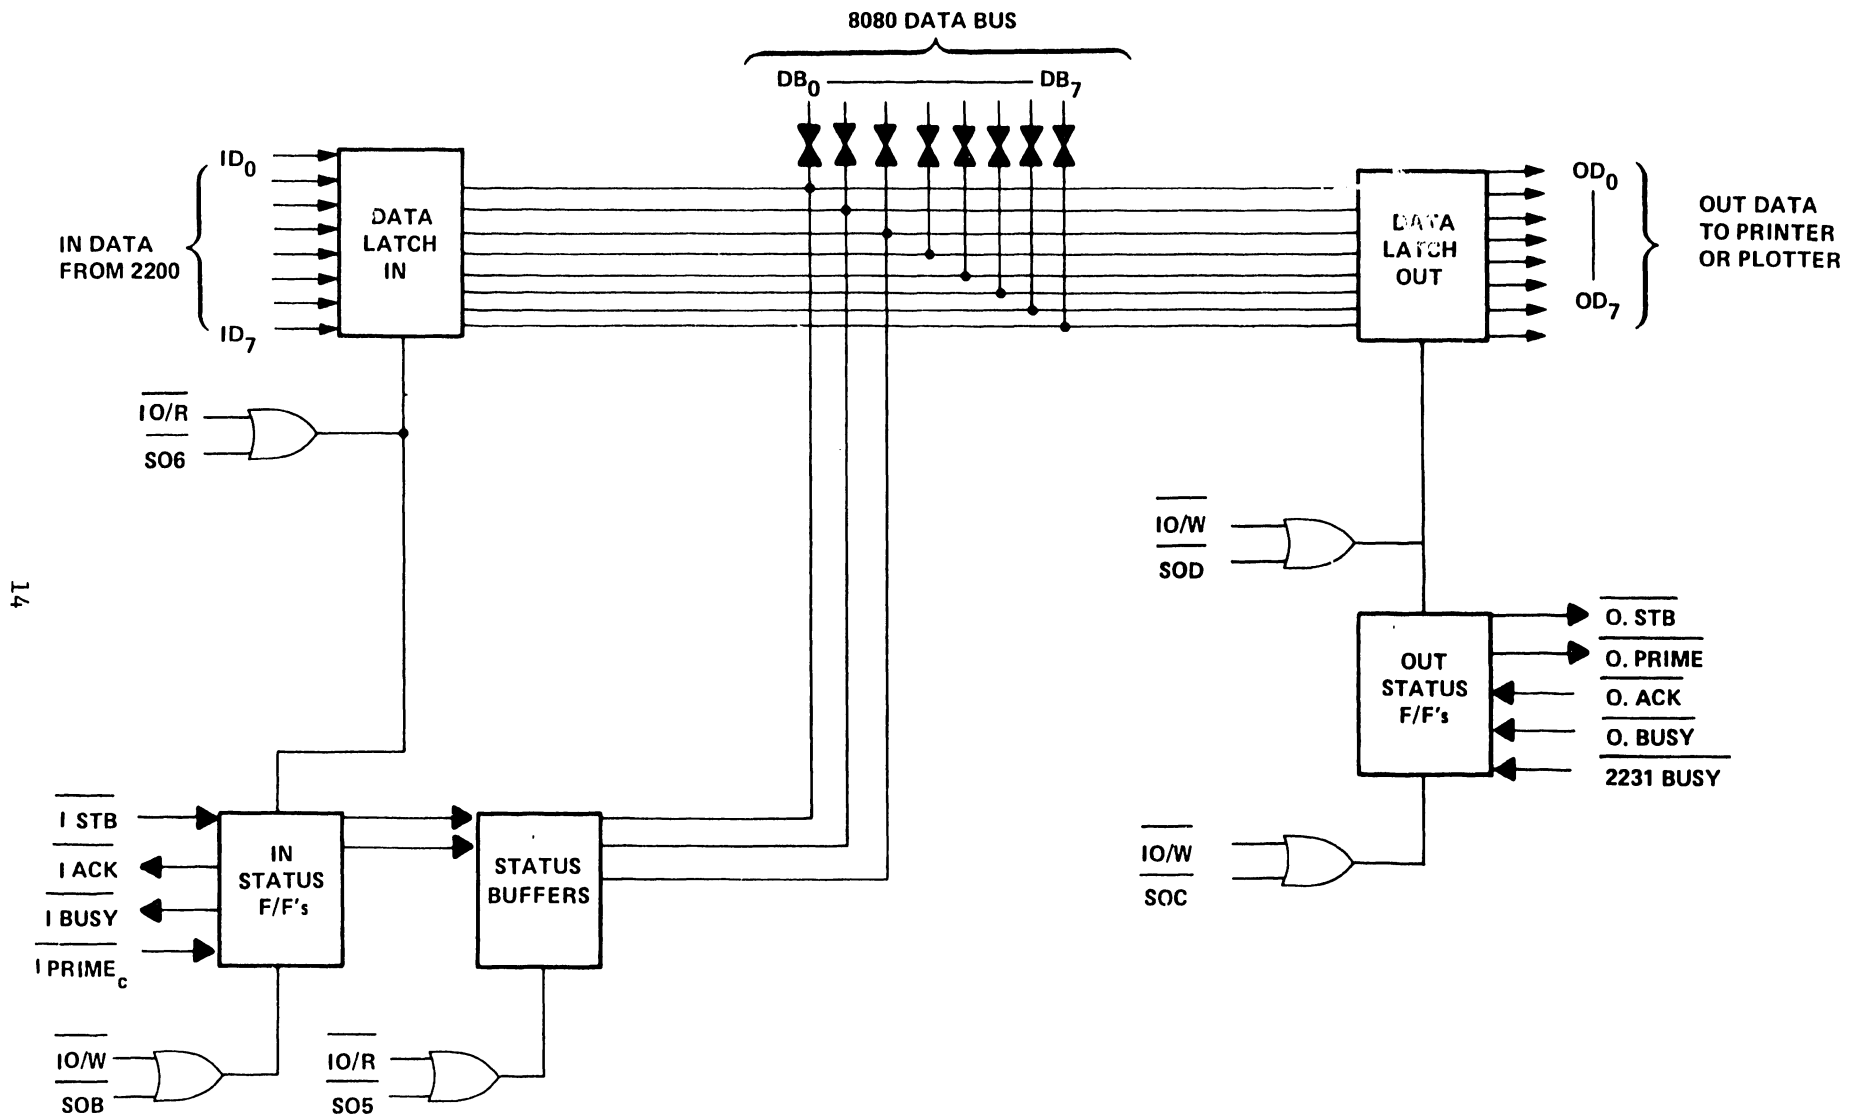 8080 DATA BUS
DB0 DB7
ID0
IN DATA
FROM 2200
ID7
DATA
LATCH
IN
DATA
LATCH
OUT
OD0
OD7
OUT DATA
TO PRINTER
OR PLOTTER
IO/R
SO6
IO/W
SOD
14
OUT
STATUS
F/F's
O. STB
O. PRIME
O. ACK
O. BUSY
2231 BUSY
I STB
I ACK
I BUSY
I PRIMEc
IN
STATUS
F/F's
STATUS
BUFFERS
IO/W
SOC
IO/W
SOB
IO/R
SO5